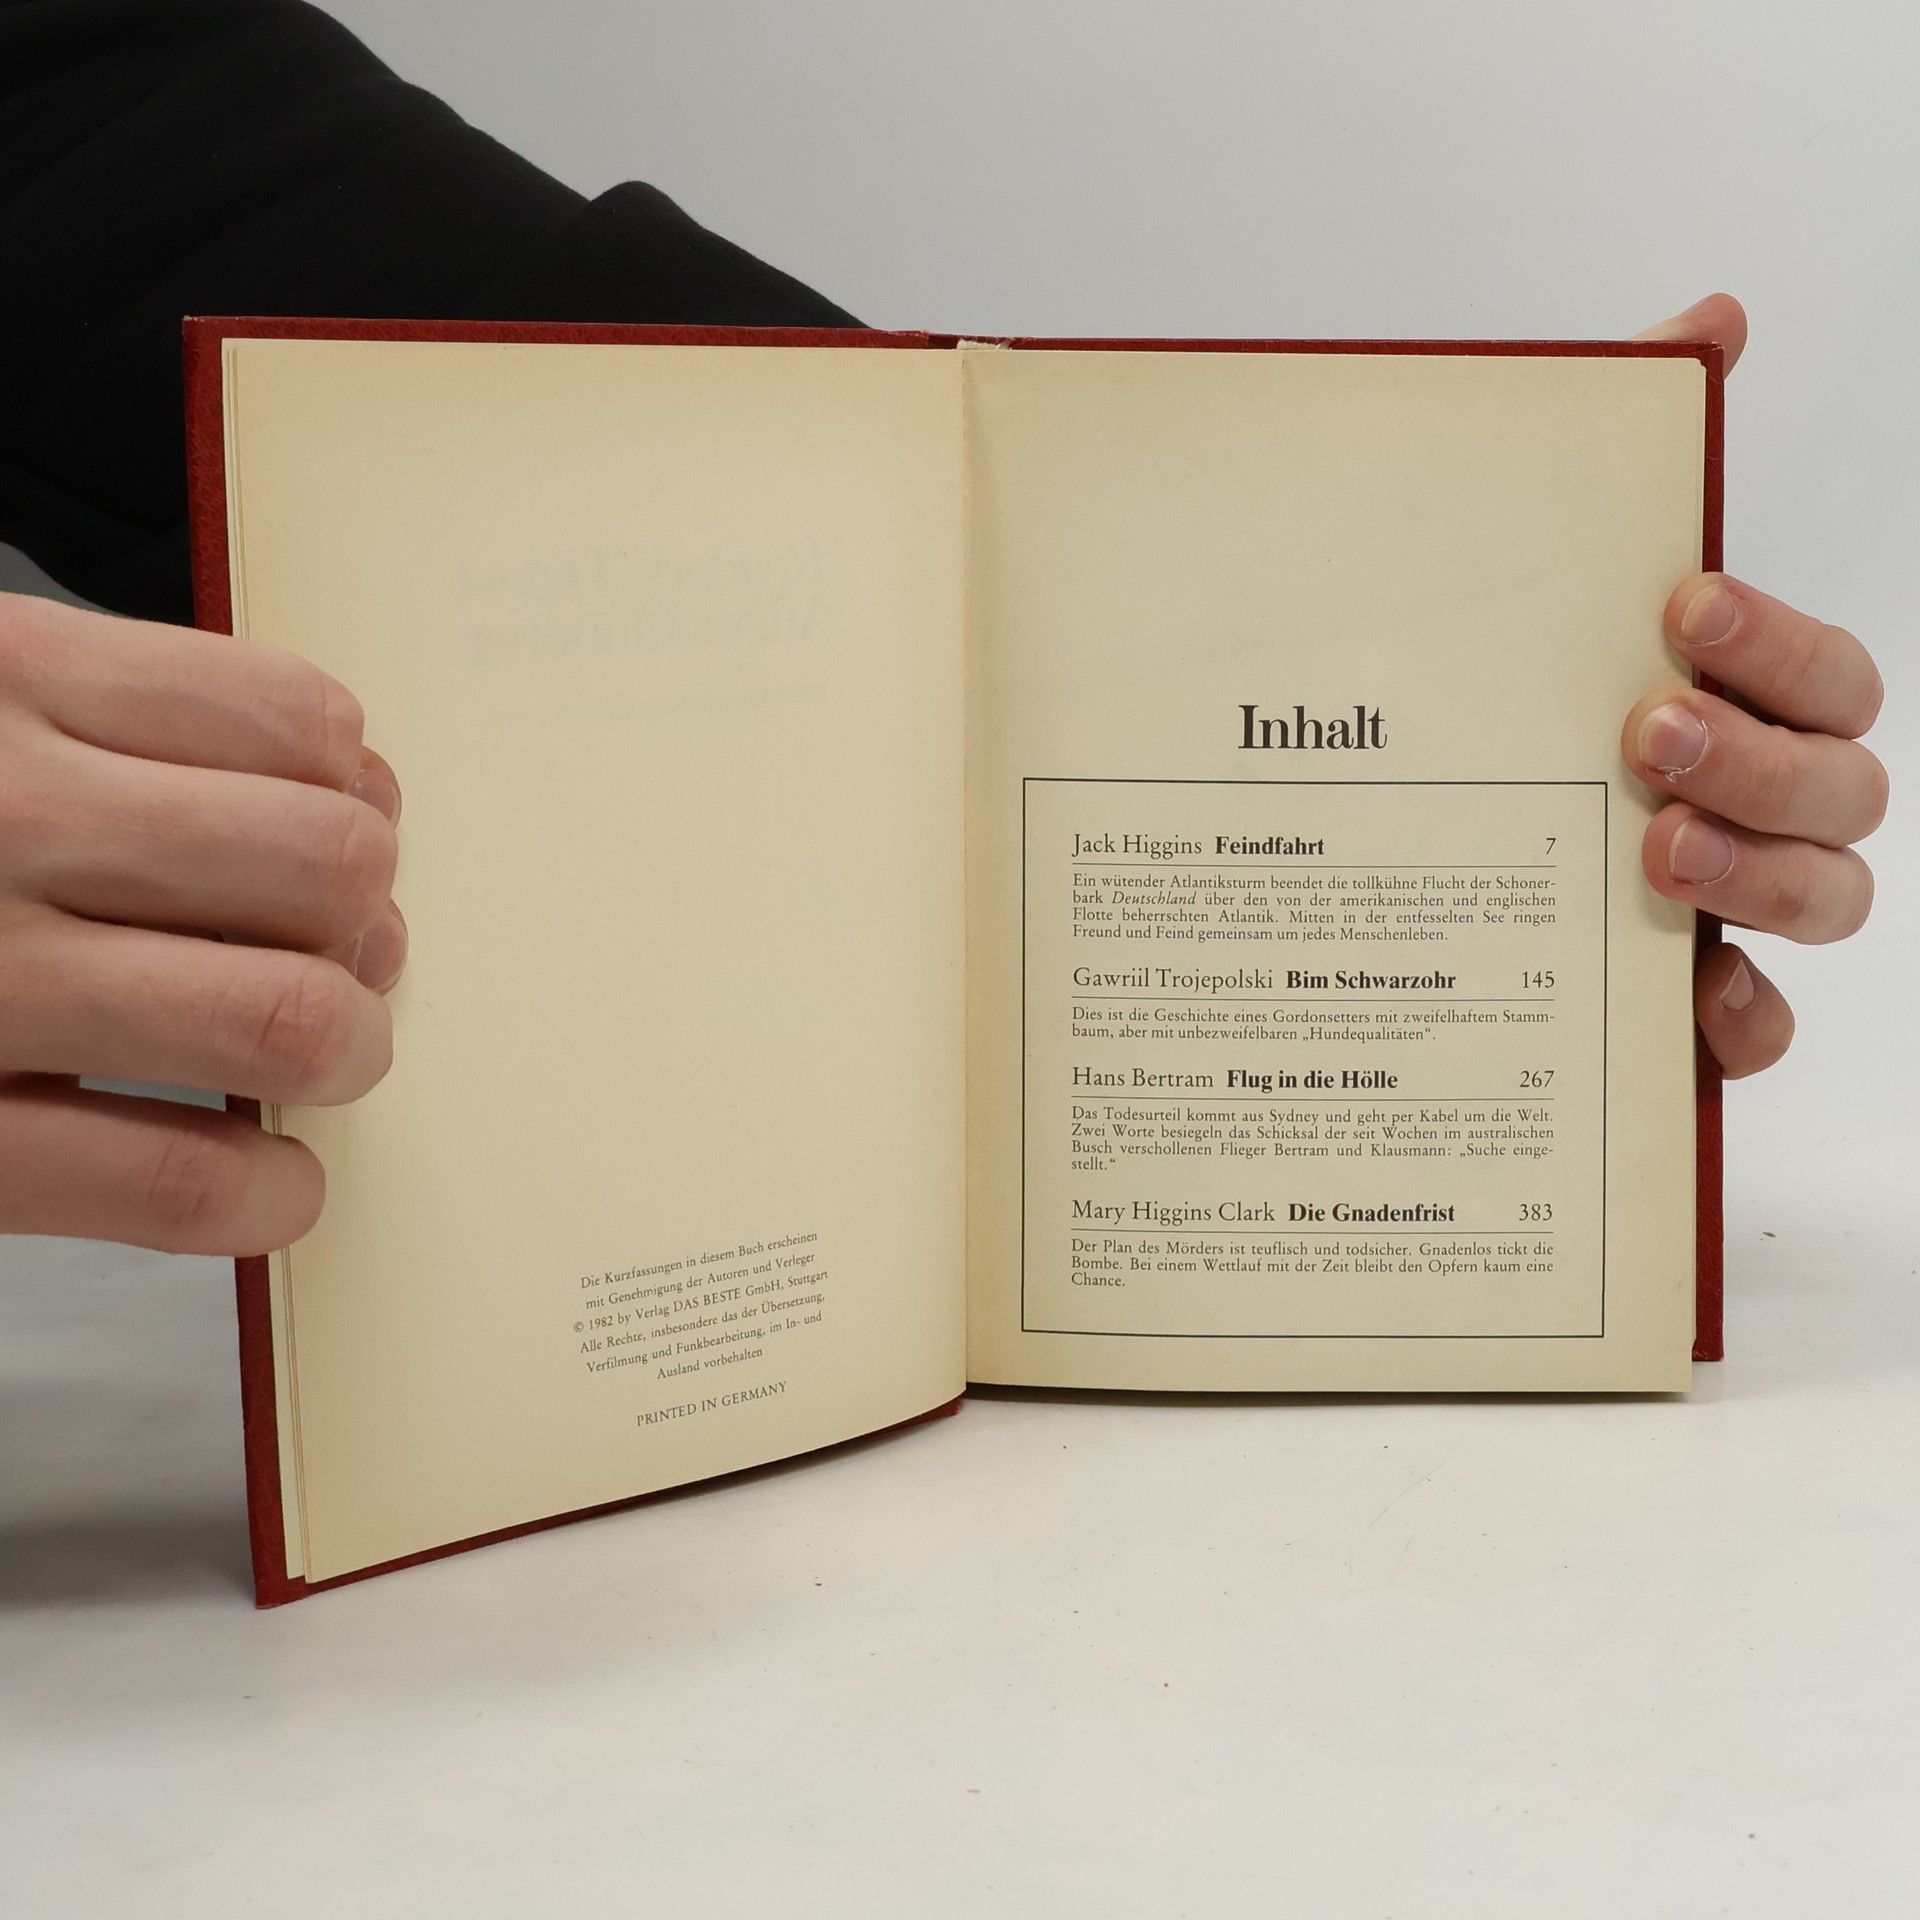 Die Kurzfassungen in diesem Buch erscheinen
mit Genehmigung der Autoren und Verleger
© 1982 by Verlag DAS BESTE GmbH, Stuttgart
Alle Rechte, insbesondere das der Übersetzung,
Verfilmung und Funkbearbeitung, im In- und
Ausland vorbehalten
PRINTED IN GERMANY
Inhalt
Jack Higgins Feindfahrt 7
Ein wütender Atlantiksturm beendet die tollkühne Flucht der Schoner-
bark Deutschland über den von der amerikanischen und englischen
Flotte beherrschten Atlantik. Mitten in der entfesselten See ringen
Freund und Feind gemeinsam um jedes Menschenleben.
Gawriil Trojepolski Bim Schwarzohr 145
Dies ist die Geschichte eines Gordonsetters mit zweifelhaftem Stamm-
baum, aber mit unbezweifelbaren „Hundequalitäten“.
Hans Bertram Flug in die Hölle 267
Das Todesurteil kommt aus Sydney und geht per Kabel um die Welt.
Zwei Worte besiegeln das Schicksal der seit Wochen im australischen
Busch verschollenen Flieger Bertram und Klausmann: „Suche einge-
stellt.“
Mary Higgins Clark Die Gnadenfrist 383
Der Plan des Mörders ist teuflisch und todsicher. Gnadenlos tickt die
Bombe. Bei einem Wettlauf mit der Zeit bleibt den Opfern kaum eine
Chance.